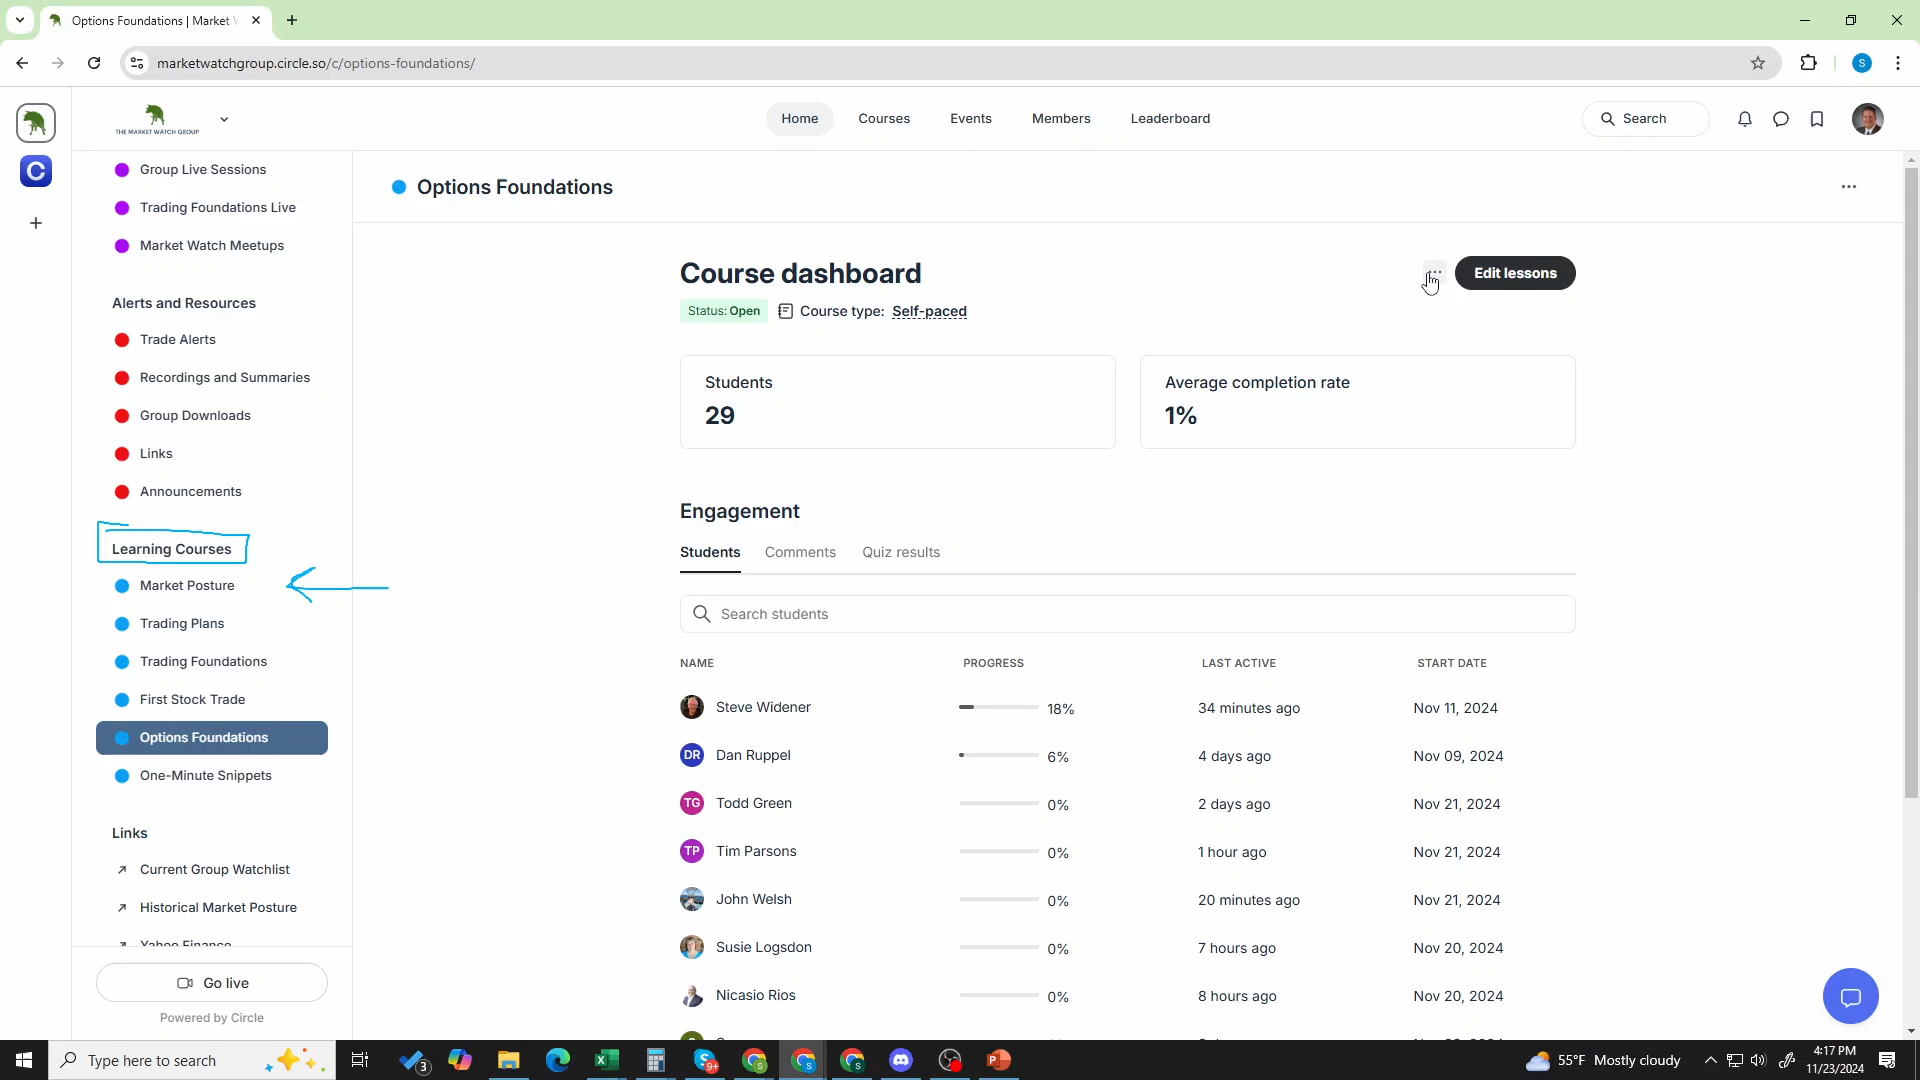 Options Foundations | Market W
marketwatchgroup.circle.so/c/options-foundations/
S
THE MARKET WATCH GROUP
Home
Courses
Events
Members
Leaderboard
Search
C
Group Live Sessions
Trading Foundations Live
Market Watch Meetups
Alerts and Resources
Trade Alerts
Recordings and Summaries
Group Downloads
Links
Announcements
Learning Courses
Market Posture
Trading Plans
Trading Foundations
First Stock Trade
Options Foundations
One-Minute Snippets
Links
Current Group Watchlist
Historical Market Posture
Yahoo Finance
Go live
Powered by Circle
Options Foundations
Course dashboard
Edit lessons
Status: Open
Course type: Self-paced
Students
29
Average completion rate
1%
Engagement
Students
Comments
Quiz results
Search students
NAME PROGRESS LAST ACTIVE START DATE
Steve Widener 18% 34 minutes ago Nov 11, 2024
DR Dan Ruppel 6% 4 days ago Nov 09, 2024
TG Todd Green 0% 2 days ago Nov 21, 2024
TP Tim Parsons 0% 1 hour ago Nov 21, 2024
John Welsh 0% 20 minutes ago Nov 21, 2024
Susie Logsdon 0% 7 hours ago Nov 20, 2024
Nicasio Rios 0% 8 hours ago Nov 20, 2024
Type here to search
3
9+
55°F Mostly cloudy
4:17 PM
11/23/2024